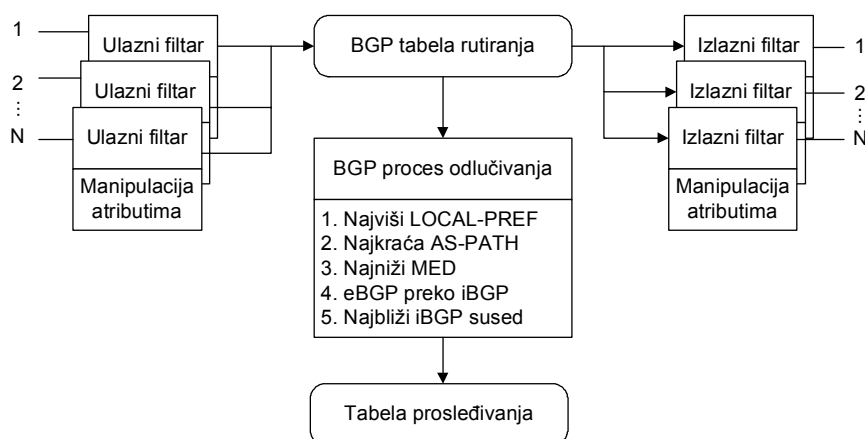 1
Ulazni filtar
2
Ulazni filtar
...
N
Ulazni filtar
Manipulacija
atributima
BGP tabela rutiranja
BGP proces odlučivanja
1. Najviši LOCAL-PREF
2. Najkraća AS-PATH
3. Najniži MED
4. eBGP preko iBGP
5. Najbliži iBGP sused
Tabela prosleđivanja
Izlazni filtar
1
Izlazni filtar
2
...
Izlazni filtar
N
Manipulacija
atributima